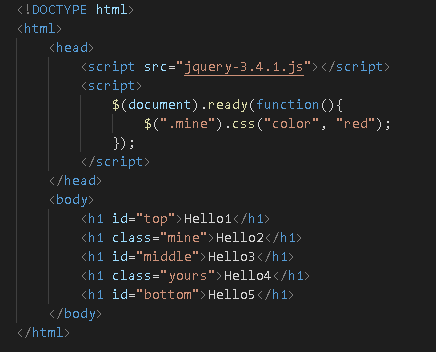 <!DOCTYPE html>
<html>
<head>
<script src="jquery-3.4.1.js"></script>
<script>
$(document).ready(function(){
$(".mine").css("color", "red");
});
</script>
</head>
<body>
<h1 id="top">Hello1</h1>
<h1 class="mine">Hello2</h1>
<h1 id="middle">Hello3</h1>
<h1 class="yours">Hello4</h1>
<h1 id="bottom">Hello5</h1>
</body>
</html>